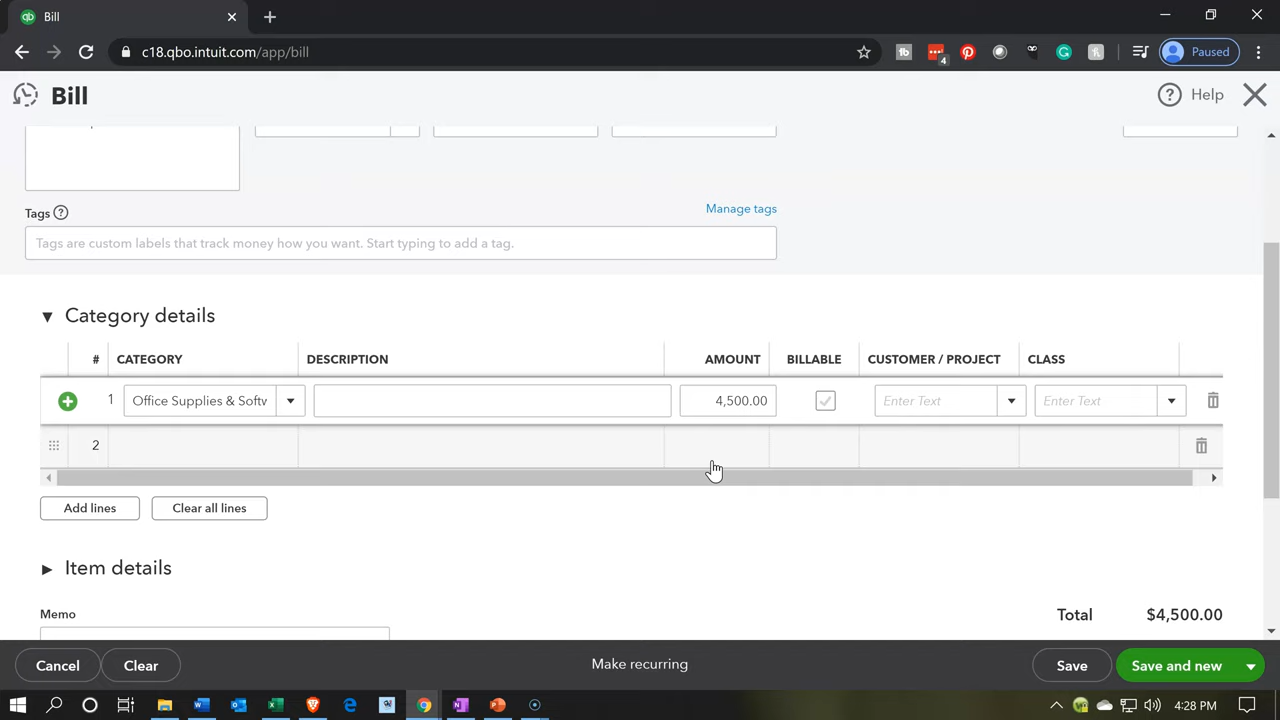 Bill
c18.qbo.intuit.com/app/bill
4
Paused
Bill
Help
Tags
Manage tags
Tags are custom labels that track money how you want. Start typing to add a tag.
Category details
# CATEGORY DESCRIPTION AMOUNT BILLABLE CUSTOMER / PROJECT CLASS
1 Office Supplies & Softw 4,500.00 Enter Text Enter Text
2
Add lines Clear all lines
Item details
Memo
Total $4,500.00
Cancel Clear Make recurring Save Save and new
4:28 PM